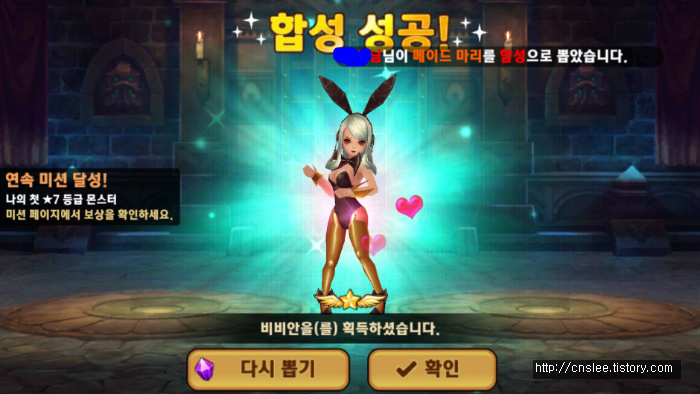 합성 성공!
님님이 메이드 마리를 합성으로 뽑았습니다.
연속 미션 달성!
나의 첫 ★7 등급 몬스터
미션 페이지에서 보상을 확인하세요.
비비안을(를) 획득하셨습니다.
다시 뽑기
확인
http://cnslee.tistory.com